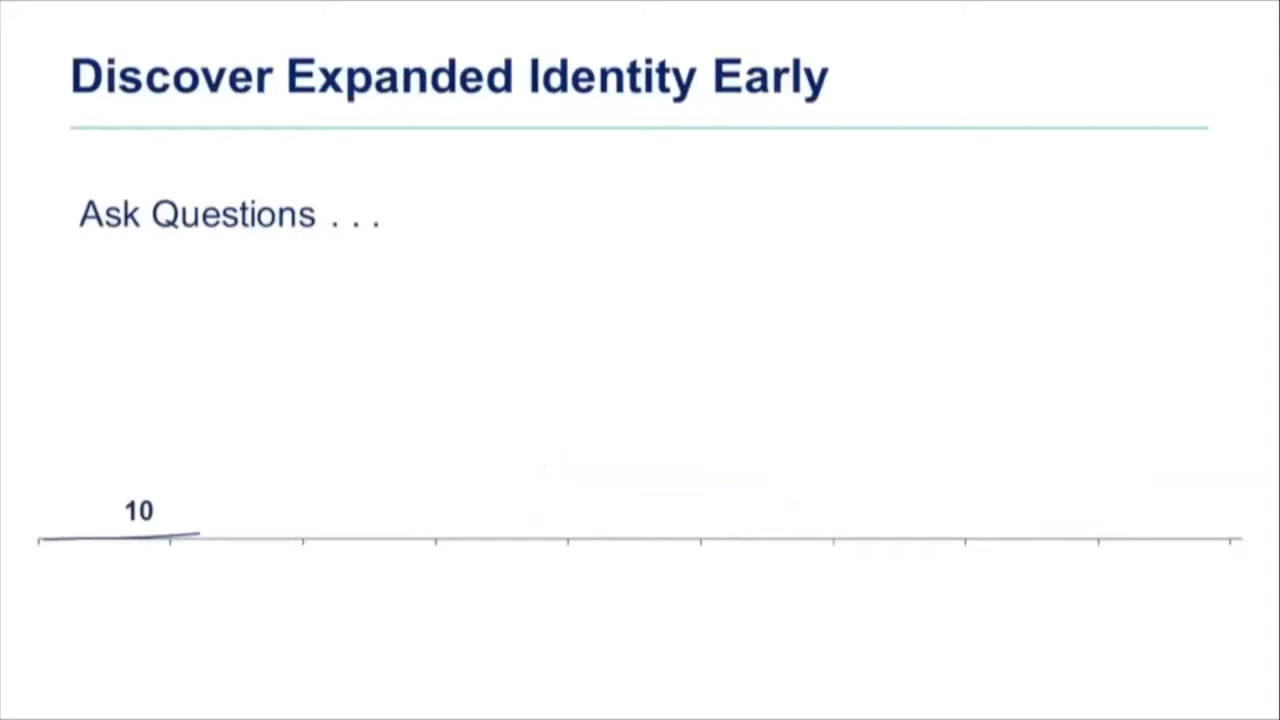 Discover Expanded Identity Early
Ask Questions . . .
10